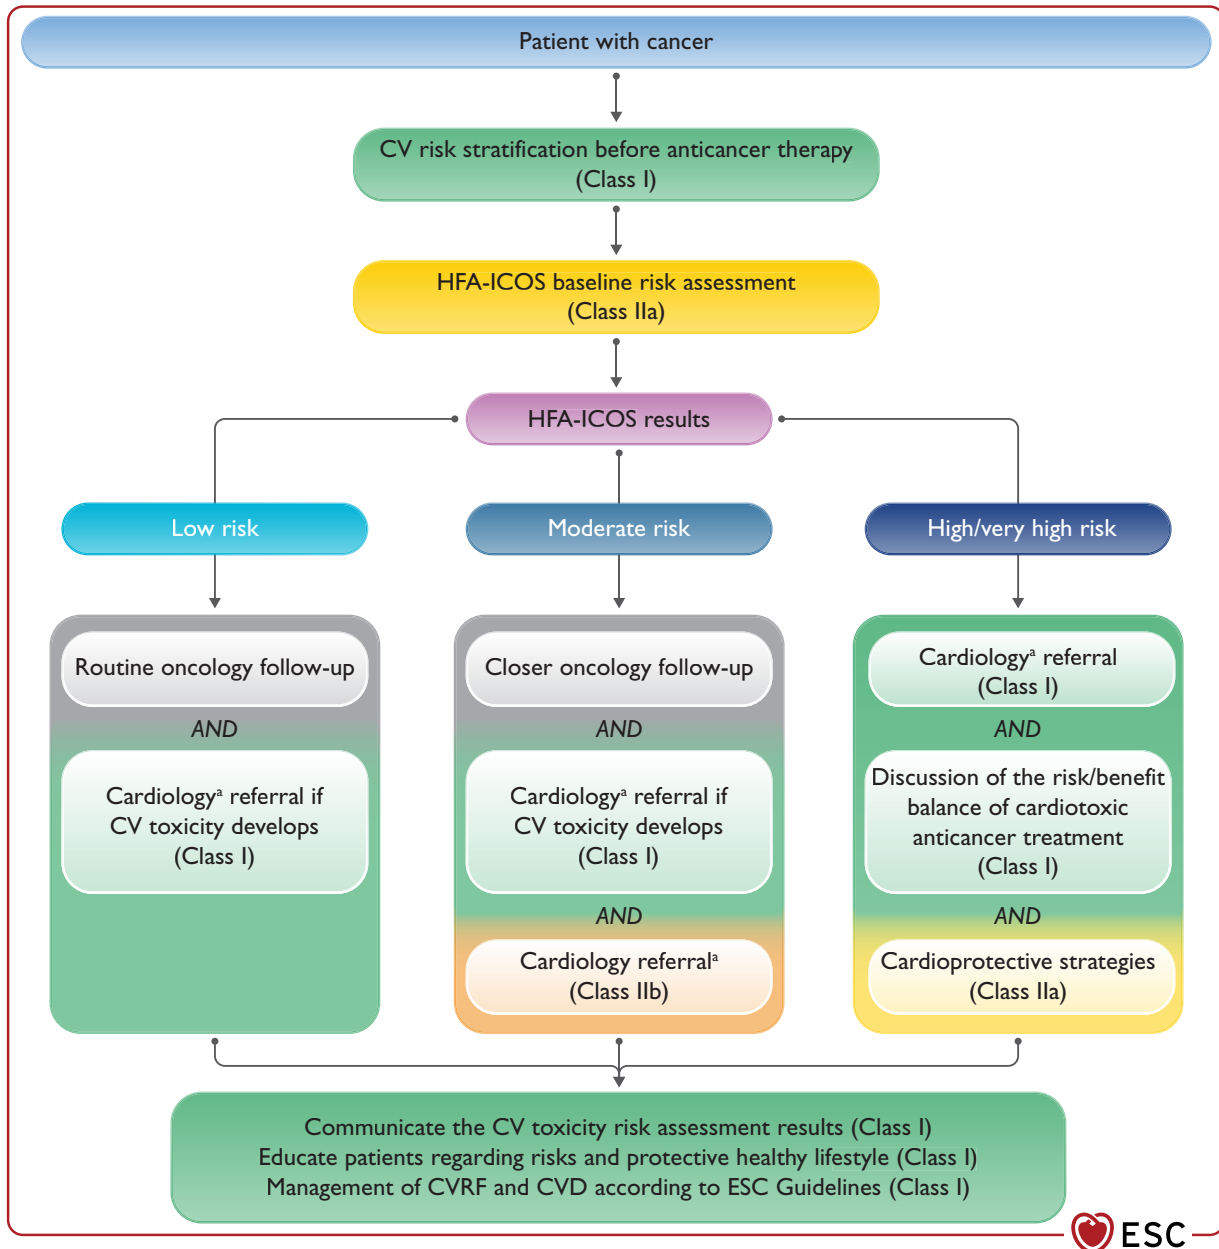 Patient with cancer
CV risk stratification before anticancer therapy
(Class I)
HFA-ICOS baseline risk assessment
(Class IIa)
HFA-ICOS results
Low risk
Moderate risk
High/very high risk
Routine oncology follow-up
AND
Cardiologyᵃ referral if
CV toxicity develops
(Class I)
Closer oncology follow-up
AND
Cardiologyᵃ referral if
CV toxicity develops
(Class I)
AND
Cardiology referralᵃ
(Class IIb)
Cardiologyᵃ referral
(Class I)
AND
Discussion of the risk/benefit
balance of cardiotoxic
anticancer treatment
(Class I)
AND
Cardioprotective strategies
(Class IIa)
Communicate the CV toxicity risk assessment results (Class I)
Educate patients regarding risks and protective healthy lifestyle (Class I)
Management of CVRF and CVD according to ESC Guidelines (Class I)
ESC